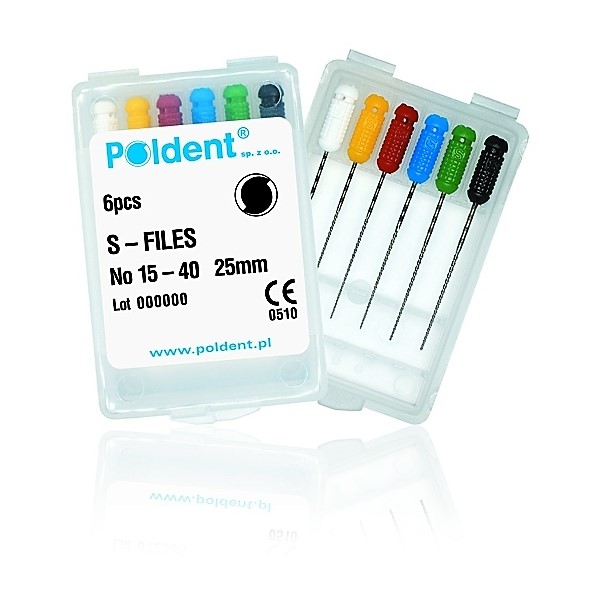 Poldent®
sp. z o.o.
6pcs
S – FILES
No 15 – 40 25mm
Lot 000000
CE
0510
www.poldent.pl